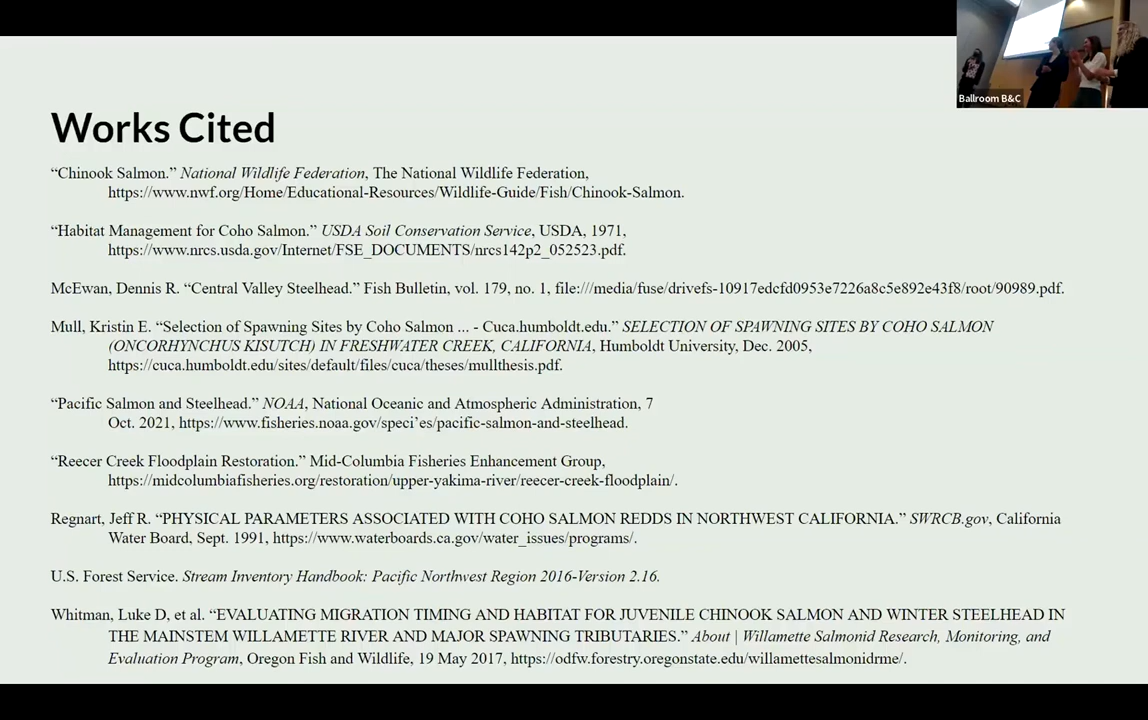 Ballroom B&C
Works Cited
“Chinook Salmon.” National Wildlife Federation, The National Wildlife Federation,
https://www.nwf.org/Home/Educational-Resources/Wildlife-Guide/Fish/Chinook-Salmon.
“Habitat Management for Coho Salmon.” USDA Soil Conservation Service, USDA, 1971,
https://www.nrcs.usda.gov/Internet/FSE_DOCUMENTS/nrcs142p2_052523.pdf.
McEwan, Dennis R. “Central Valley Steelhead.” Fish Bulletin, vol. 179, no. 1, file:///media/fuse/drivefs-10917edcfd0953e7226a8c5e892e43f8/root/90989.pdf.
Mull, Kristin E. “Selection of Spawning Sites by Coho Salmon ... - Cuca.humboldt.edu.” SELECTION OF SPAWNING SITES BY COHO SALMON
(ONCORHYNCHUS KISUTCH) IN FRESHWATER CREEK, CALIFORNIA, Humboldt University, Dec. 2005,
https://cuca.humboldt.edu/sites/default/files/cuca/theses/mullthesis.pdf.
“Pacific Salmon and Steelhead.” NOAA, National Oceanic and Atmospheric Administration, 7
Oct. 2021, https://www.fisheries.noaa.gov/speci’es/pacific-salmon-and-steelhead.
“Reecer Creek Floodplain Restoration.” Mid-Columbia Fisheries Enhancement Group,
https://midcolumbiafisheries.org/restoration/upper-yakima-river/reecer-creek-floodplain/.
Regnart, Jeff R. “PHYSICAL PARAMETERS ASSOCIATED WITH COHO SALMON REDDS IN NORTHWEST CALIFORNIA.” SWRCB.gov, California
Water Board, Sept. 1991, https://www.waterboards.ca.gov/water_issues/programs/.
U.S. Forest Service. Stream Inventory Handbook: Pacific Northwest Region 2016-Version 2.16.
Whitman, Luke D, et al. “EVALUATING MIGRATION TIMING AND HABITAT FOR JUVENILE CHINOOK SALMON AND WINTER STEELHEAD IN
THE MAINSTEM WILLAMETTE RIVER AND MAJOR SPAWNING TRIBUTARIES.” About | Willamette Salmonid Research, Monitoring, and
Evaluation Program, Oregon Fish and Wildlife, 19 May 2017, https://odfw.forestry.oregonstate.edu/willamettesalmonidrme/.